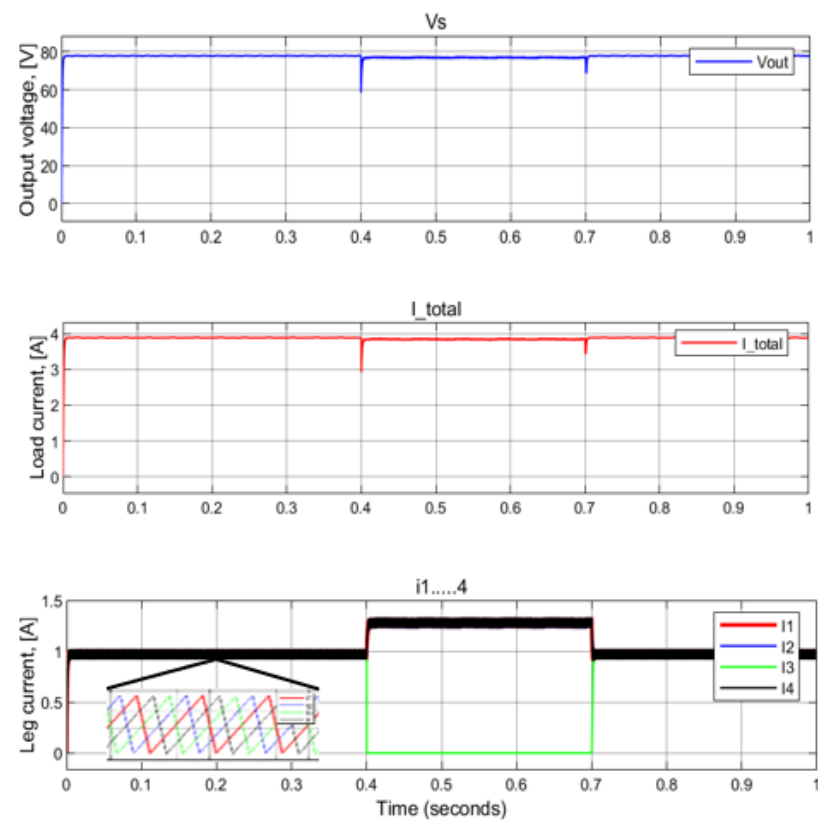 Vs
Output voltage, [V]
80
60
40
20
0
Vout
0 0.1 0.2 0.3 0.4 0.5 0.6 0.7 0.8 0.9 1
I_total
Load current, [A]
4
3
2
1
0
I_total
0 0.1 0.2 0.3 0.4 0.5 0.6 0.7 0.8 0.9 1
i1.....4
Leg current, [A]
1.5
1
0.5
0
I1
I2
I3
I4
0 0.1 0.2 0.3 0.4 0.5 0.6 0.7 0.8 0.9 1
Time (seconds)